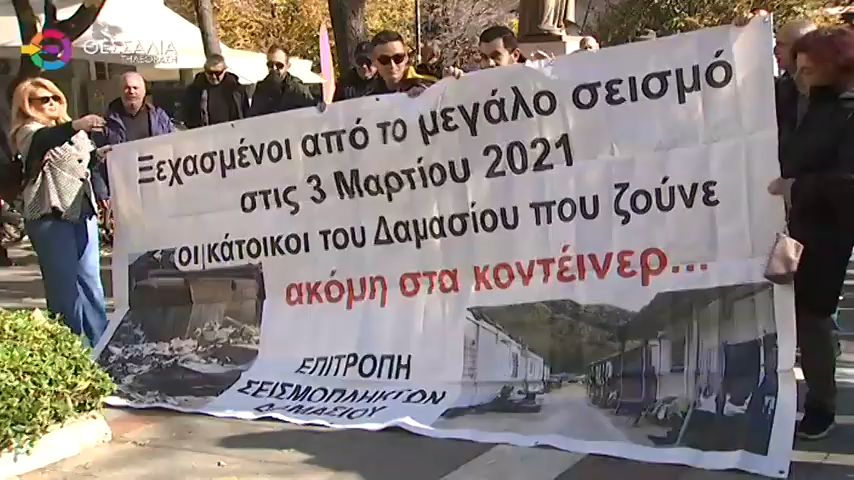 ΘΕΣΣΑΛΙΑ
ΤΗΛΕΟΡΑΣΗ
Ξεχασμένοι από το μεγάλο σεισμό
στις 3 Μαρτίου 2021
οι κάτοικοι του Δαμασίου που ζούνε
ακόμη στα κοντέινερ...
ΕΠΙΤΡΟΠΗ
ΣΕΙΣΜΟΠΛΗΚΤΩΝ
ΔΑΜΑΣΙΟΥ